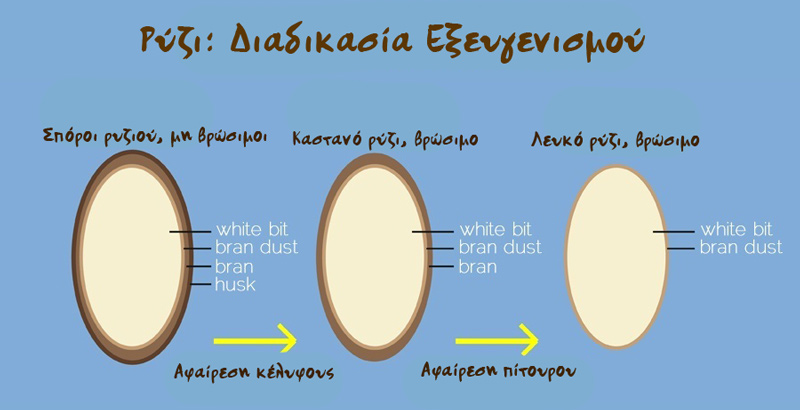 Ρύζι: Διαδικασία Εξευγενισμού
Σπόροι ρυζιού, μη βρώσιμοι
Καστανό ρύζι, βρώσιμο
Λευκό ρύζι, βρώσιμο
white bit
bran dust
bran
husk
white bit
bran dust
bran
white bit
bran dust
Αφαίρεση κέλυφους
Αφαίρεση πίτουρου